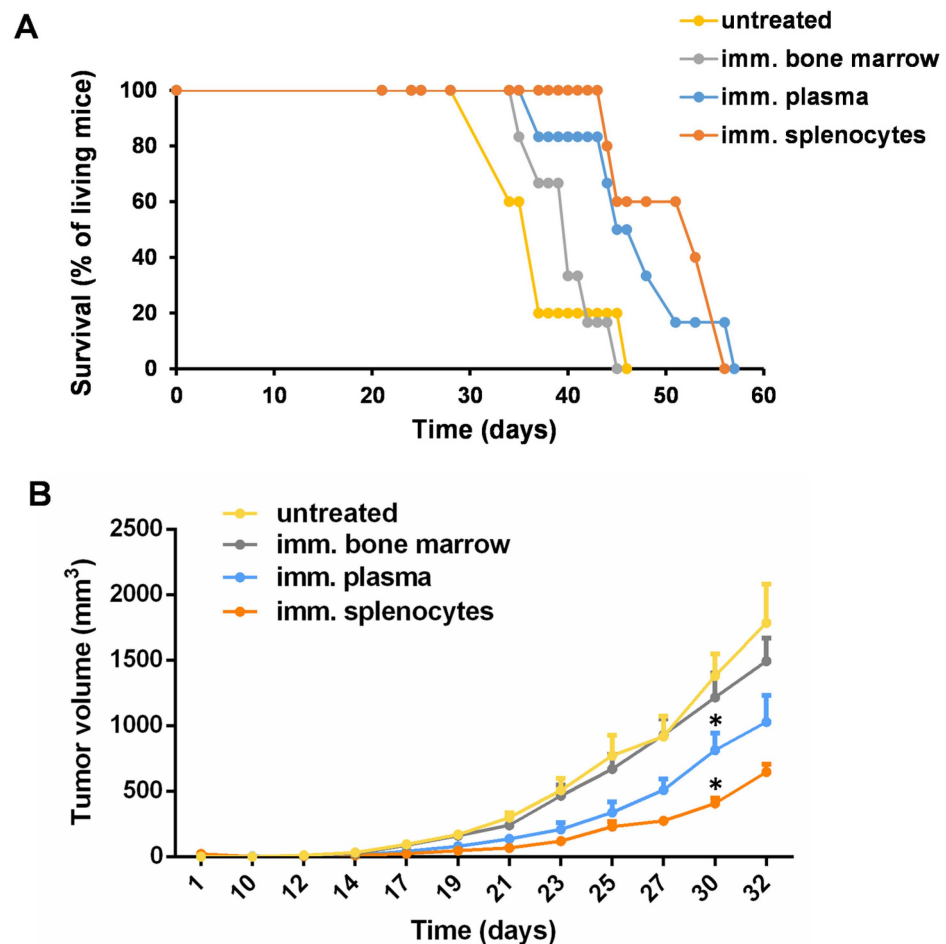 A
untreated
imm. bone marrow
imm. plasma
imm. splenocytes
Survival (% of living mice)
100
80
60
40
20
0
0 10 20 30 40 50 60
Time (days)
B
untreated
imm. bone marrow
imm. plasma
imm. splenocytes
Tumor volume (mm³)
2500
2000
1500
1000
500
0
*
*
1 10 12 14 17 19 21 23 25 27 30 32
Time (days)